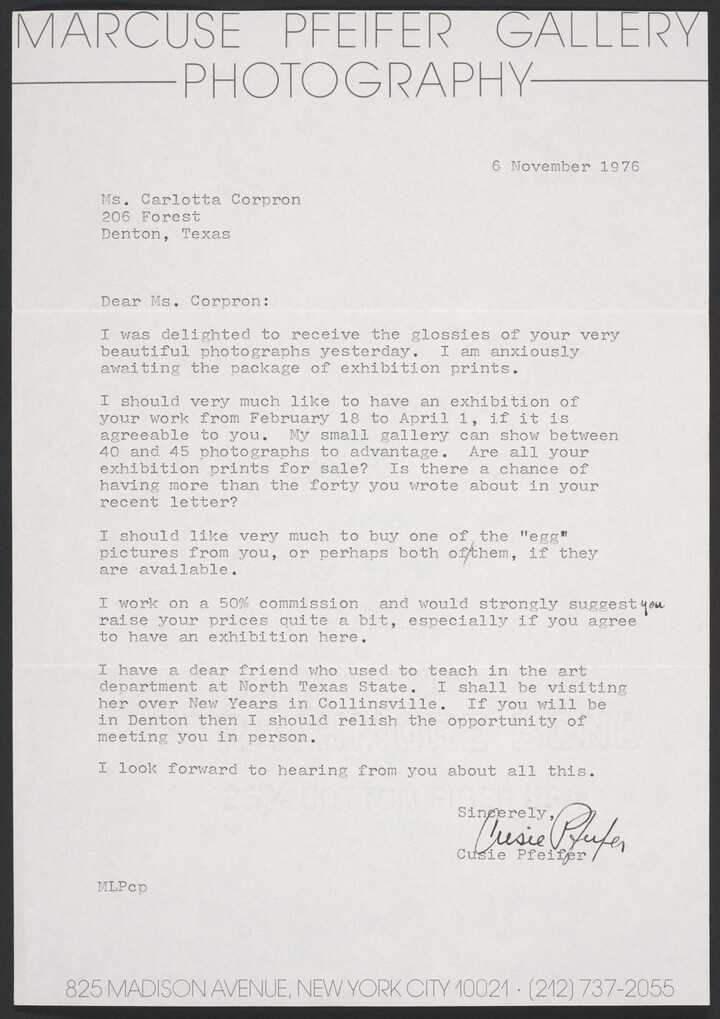 MARCUSE PFEIFER GALLERY
PHOTOGRAPHY
6 November 1976
Ms. Carlotta Corpron
206 Forest
Denton, Texas
Dear Ms. Corpron:
I was delighted to receive the glossies of your very
beautiful photographs yesterday. I am anxiously
awaiting the package of exhibition prints.
I should very much like to have an exhibition of
your work from February 18 to April 1, if it is
agreeable to you. My small gallery can show between
40 and 45 photographs to advantage. Are all your
exhibition prints for sale? Is there a chance of
having more than the forty you wrote about in your
recent letter?
I should like very much to buy one of the "egg"
pictures from you, or perhaps both of/them, if they
are available.
I work on a 50% commission and would strongly suggest you
raise your prices quite a bit, especially if you agree
to have an exhibition here.
I have a dear friend who used to teach in the art
department at North Texas State. I shall be visiting
her over New Years in Collinsville. If you will be
in Denton then I should relish the opportunity of
meeting you in person.
I look forward to hearing from you about all this.
Sincerely,
Cusie Pfeifer
Cusie Pfeifer
MLPcp
825 MADISON AVENUE, NEW YORK CITY 10021 · (212) 737-2055